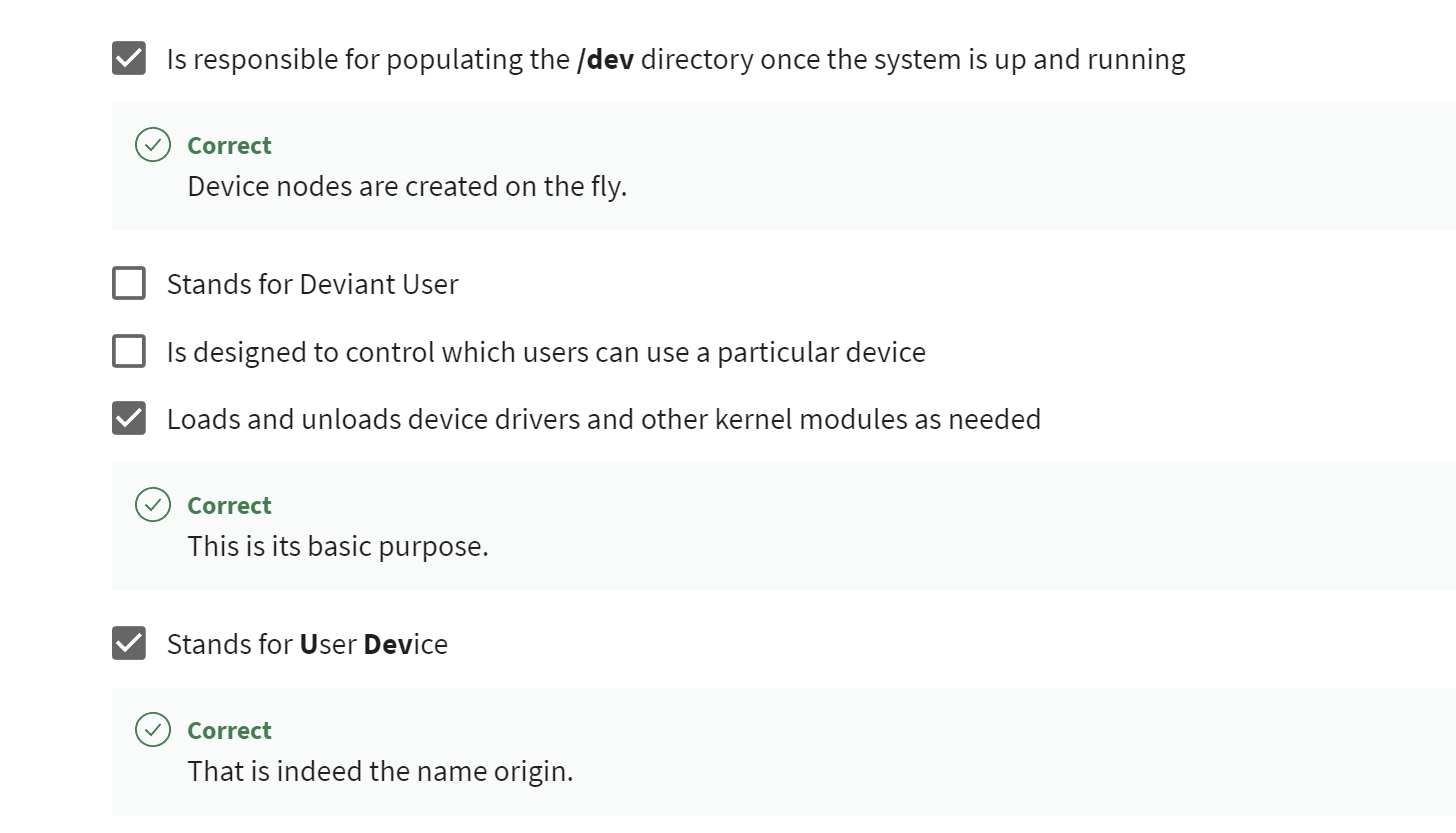 Is responsible for populating the /dev directory once the system is up and running
Correct
Device nodes are created on the fly.
Stands for Deviant User
Is designed to control which users can use a particular device
Loads and unloads device drivers and other kernel modules as needed
Correct
This is its basic purpose.
Stands for User Device
Correct
That is indeed the name origin.